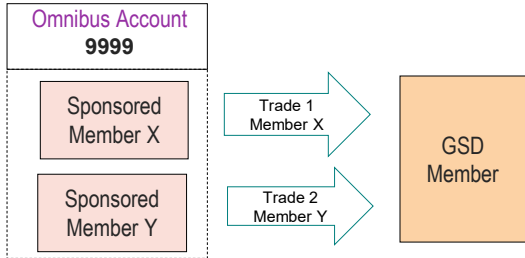 Omnibus Account
9999
Sponsored
Member X
Trade 1
Member X
GSD
Member
Sponsored
Member Y
Trade 2
Member Y